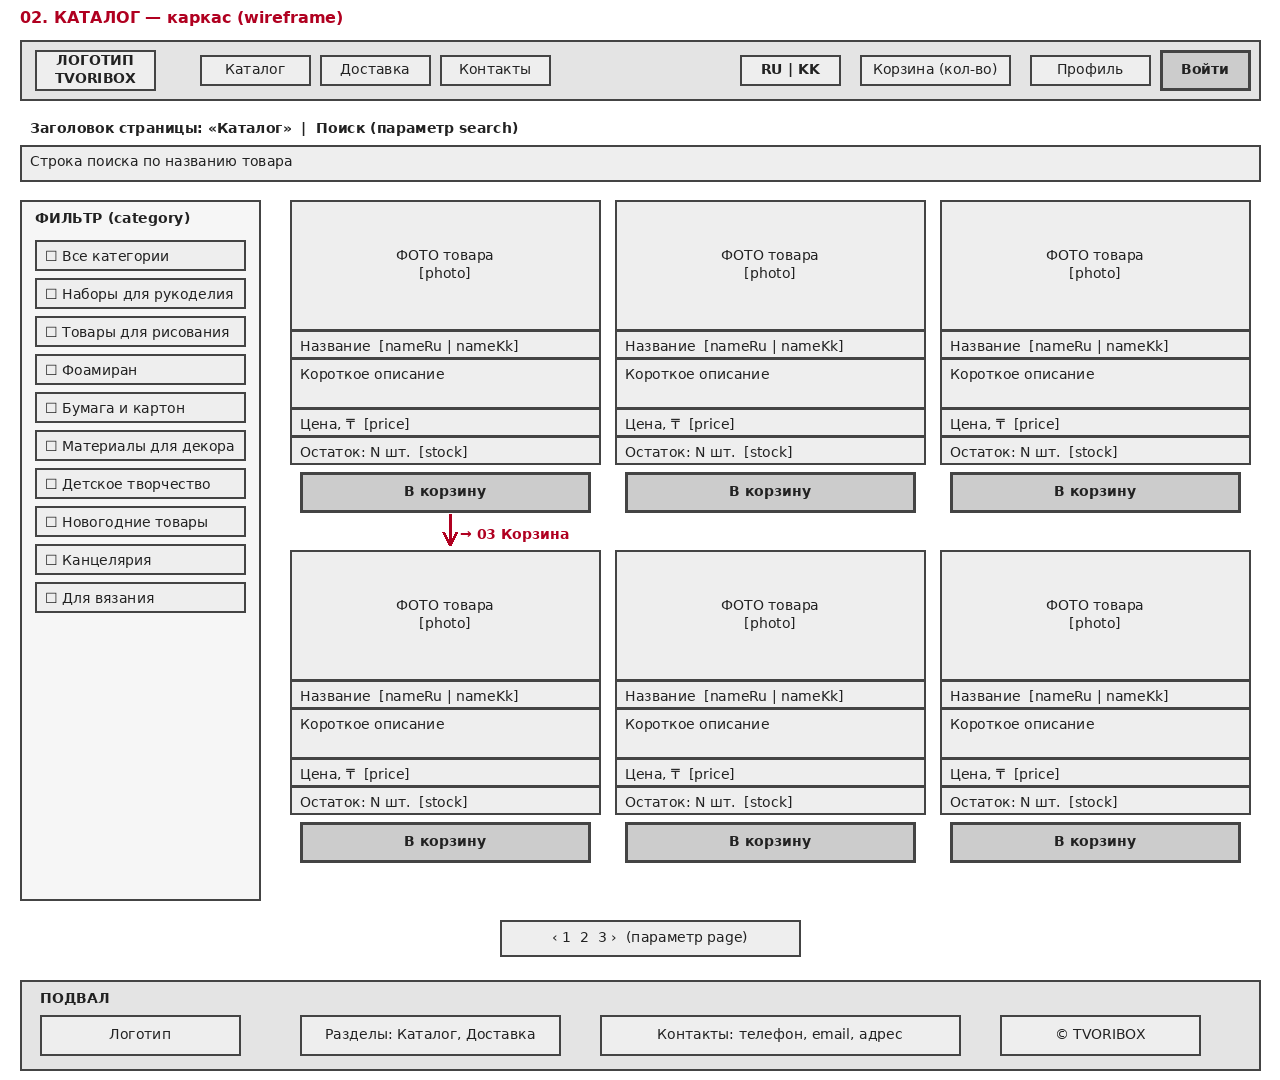 02. КАТАЛОГ — каркас (wireframe)
ЛОГОТИП
TVORIBOX
Каталог
Доставка
Контакты
RU | KK
Корзина (кол-во)
Профиль
Войти
Заголовок страницы: «Каталог» | Поиск (параметр search)
Строка поиска по названию товара
ФИЛЬТР (category)
☐ Все категории
☐ Наборы для рукоделия
☐ Товары для рисования
☐ Фоамиран
☐ Бумага и картон
☐ Материалы для декора
☐ Детское творчество
☐ Новогодние товары
☐ Канцелярия
☐ Для вязания
ФОТО товара
[photo]
Название [nameRu | nameKk]
Короткое описание
Цена, ₸ [price]
Остаток: N шт. [stock]
В корзину
ФОТО товара
[photo]
Название [nameRu | nameKk]
Короткое описание
Цена, ₸ [price]
Остаток: N шт. [stock]
В корзину
ФОТО товара
[photo]
Название [nameRu | nameKk]
Короткое описание
Цена, ₸ [price]
Остаток: N шт. [stock]
В корзину
→ 03 Корзина
ФОТО товара
[photo]
Название [nameRu | nameKk]
Короткое описание
Цена, ₸ [price]
Остаток: N шт. [stock]
В корзину
ФОТО товара
[photo]
Название [nameRu | nameKk]
Короткое описание
Цена, ₸ [price]
Остаток: N шт. [stock]
В корзину
ФОТО товара
[photo]
Название [nameRu | nameKk]
Короткое описание
Цена, ₸ [price]
Остаток: N шт. [stock]
В корзину
‹ 1 2 3 › (параметр page)
ПОДВАЛ
Логотип
Разделы: Каталог, Доставка
Контакты: телефон, email, адрес
© TVORIBOX